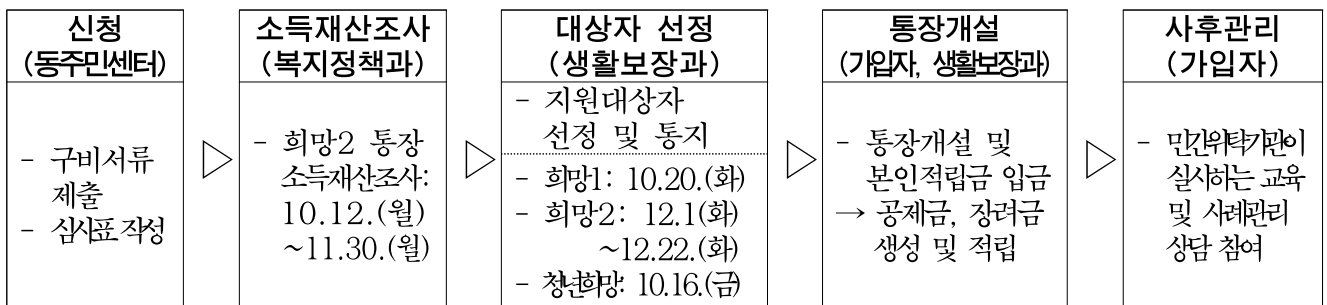 신청
(동주민센터)
- 구비서류
제출
- 심사표 작성
▷
소득재산조사
(복지정책과)
- 희망2 통장
소득재산조사:
10.12.(월)
~11.30.(월)
▷
대상자 선정
(생활보장과)
- 지원대상자
선정 및 통지
- 희망1: 10.20.(화)
- 희망2: 12.1(화)
~12.22.(화)
- 청년희망: 10.16.(금)
▷
통장개설
(가입자, 생활보장과)
- 통장개설 및
본인적립금 입금
→ 공제금, 장려금
생성 및 적립
▷
사후관리
(가입자)
- 민간위탁기관이
실시하는 교육
및 사례관리
상담 참여